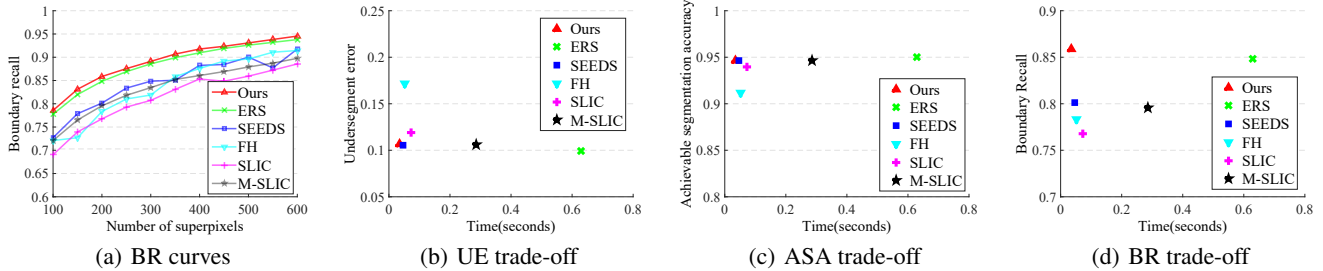 Boundary recall
1
0.95
0.9
0.85
0.8
0.75
0.7
0.65
0.6
100
200
300
400
500
600
Number of superpixels
Ours
ERS
SEEDS
FH
SLIC
M-SLIC
(a) BR curves
Undersegment error
0.25
0.2
0.15
0.1
0.05
0
0.2
0.4
0.6
0.8
Time(seconds)
Ours
ERS
SEEDS
FH
SLIC
M-SLIC
(b) UE trade-off
Achievable segmentation accuracy
1
0.95
0.9
0.85
0.8
0
0.2
0.4
0.6
0.8
Time(seconds)
Ours
ERS
SEEDS
FH
SLIC
M-SLIC
(c) ASA trade-off
Boundary Recall
0.9
0.85
0.8
0.75
0.7
0
0.2
0.4
0.6
0.8
Time(seconds)
Ours
ERS
SEEDS
FH
SLIC
M-SLIC
(d) BR trade-off